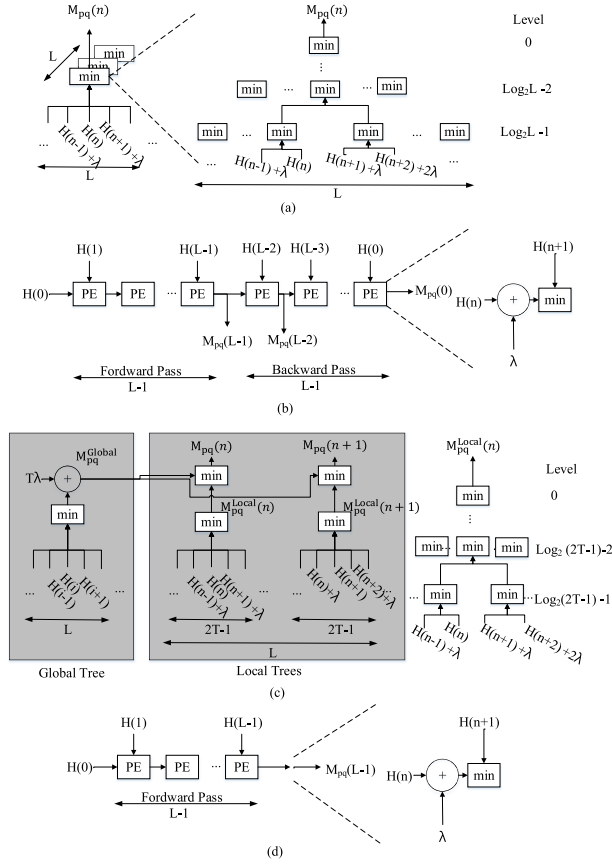 M_pq(n)
M_pq(n)
Level
L
min
min
min
min
0
...
...
min
...
min
...
min
Log₂L -2
min
min
...
min
min
...
min
Log₂L -1
...
H(n-1)+λ
H(n)
H(n+1)+λ
...
L
...
H(n-1)+λ
H(n)
H(n+1)+λ
H(n+2)+2λ
...
L
(a)
H(1)
H(L-1)
H(L-2)
H(L-3)
H(0)
H(n+1)
H(0)
PE
PE
...
PE
PE
PE
...
PE
M_pq(0)
H(n)
+
min
M_pq(L-1)
M_pq(L-2)
λ
Fordward Pass
L-1
Backward Pass
L-1
(b)
M_pq^Global
M_pq(n)
M_pq(n + 1)
M_pq^Local(n)
Tλ
+
min
min
Level
min
M_pq^Local(n)
M_pq^Local(n+1)
min
0
min
min
...
min
...
min
min
Log₂ (2T-1)-2
...
H(i-1)
H(i)
H(i+1)
...
...
H(n-1)+λ
H(n)
H(n+1)+λ
...
H(n)+λ
H(n+1)
H(n+2)+λ
...
...
min
min
...
Log₂(2T-1)-1
H(n-1)+λ
H(n)
H(n+1)+λ
H(n+2)+2λ
L
2T-1
2T-1
L
Global Tree
Local Trees
(c)
H(1)
H(L-1)
H(n+1)
H(0)
PE
PE
...
PE
M_pq(L-1)
H(n)
+
min
Fordward Pass
L-1
λ
(d)